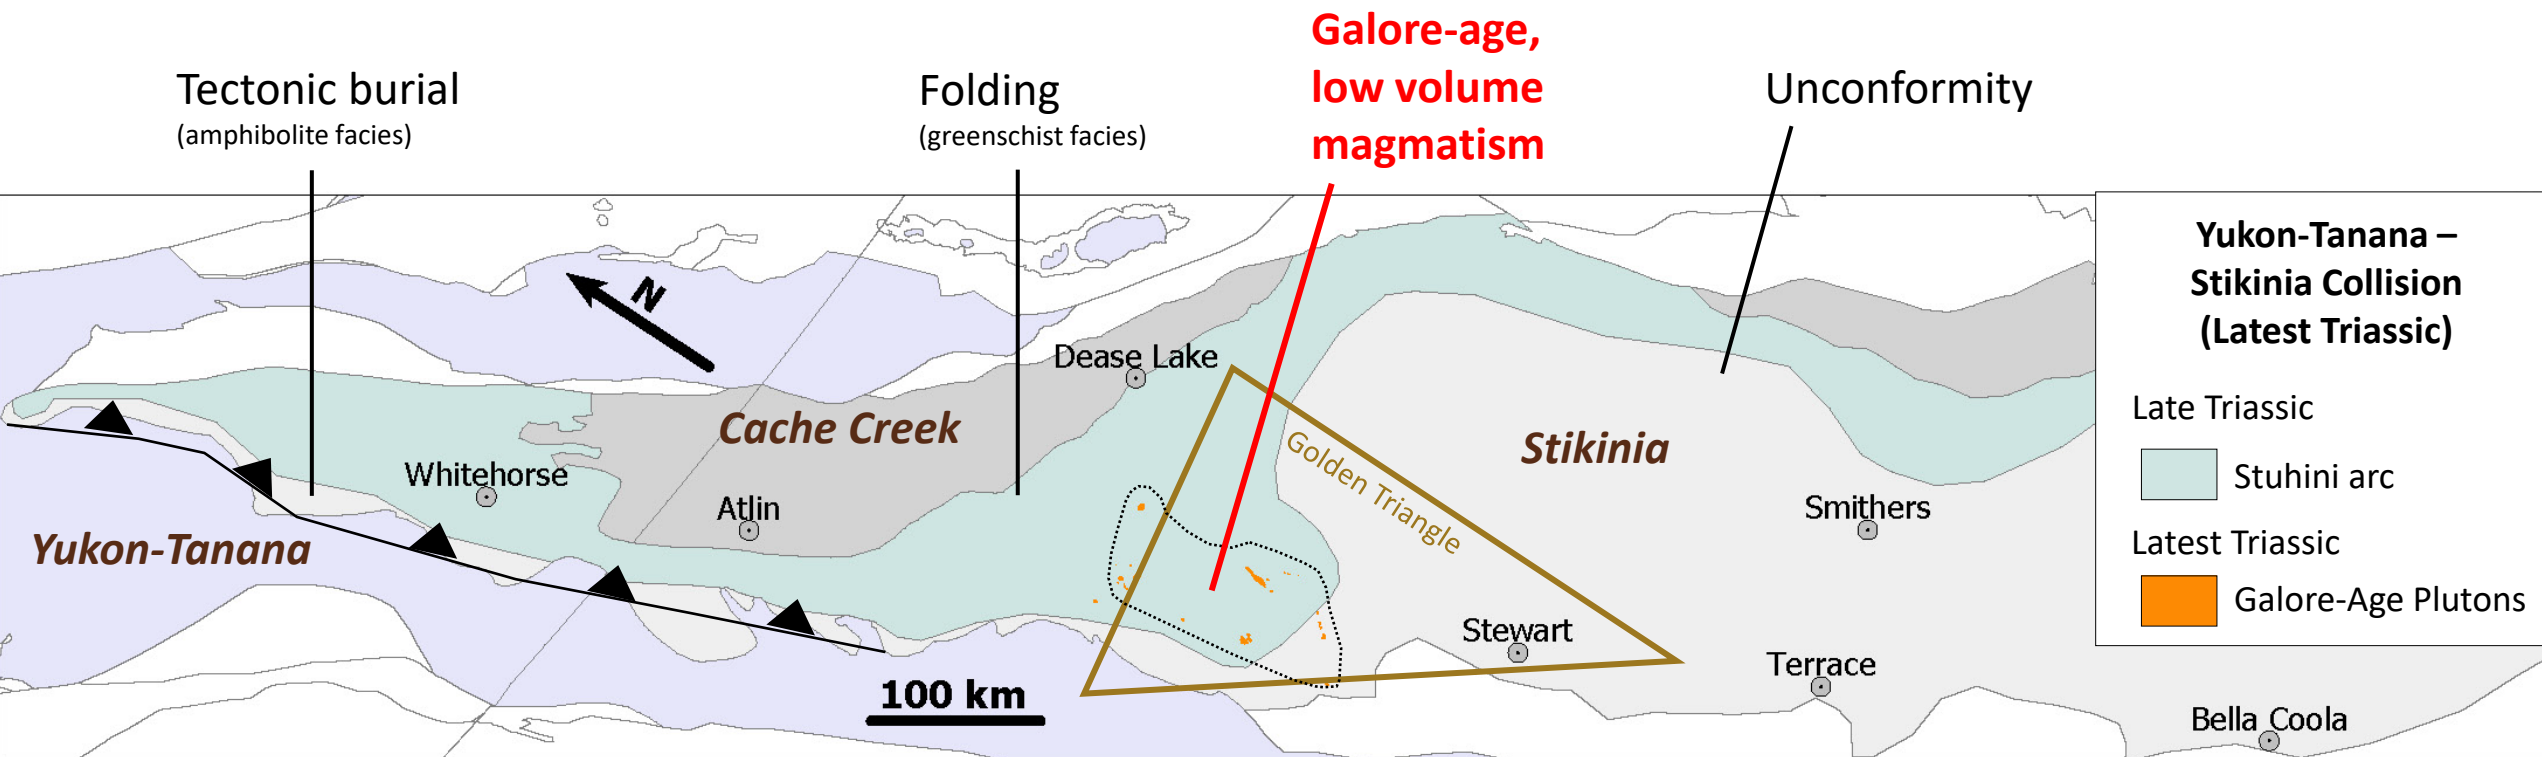 Tectonic burial
(amphibolite facies)
Folding
(greenschist facies)
Galore-age,
low volume
magmatism
Unconformity
N
Dease Lake
Cache Creek
Whitehorse
Atlin
Yukon-Tanana
Golden Triangle
Stikinia
Smithers
Stewart
Terrace
Bella Coola
100 km
Yukon-Tanana –
Stikinia Collision
(Latest Triassic)
Late Triassic
Stuhini arc
Latest Triassic
Galore-Age Plutons